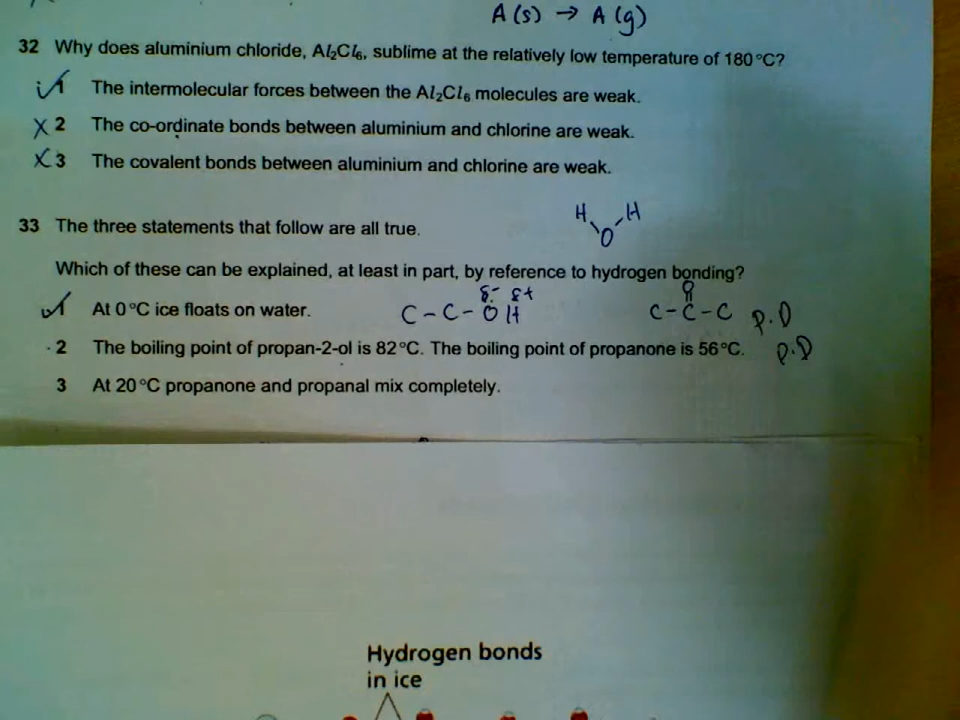 A (s) → A (g)
32 Why does aluminium chloride, Al₂Cl₆, sublime at the relatively low temperature of 180 °C?
✓ 1 The intermolecular forces between the Al₂Cl₆ molecules are weak.
X 2 The co-ordinate bonds between aluminium and chlorine are weak.
X 3 The covalent bonds between aluminium and chlorine are weak.
H H
33 The three statements that follow are all true.
O
Which of these can be explained, at least in part, by reference to hydrogen bonding?
δ- δ+ O
✓ 1 At 0 °C ice floats on water. C - C - O H C - C - C P.D
2 The boiling point of propan-2-ol is 82 °C. The boiling point of propanone is 56 °C. P.D
3 At 20 °C propanone and propanal mix completely.
Hydrogen bonds
in ice